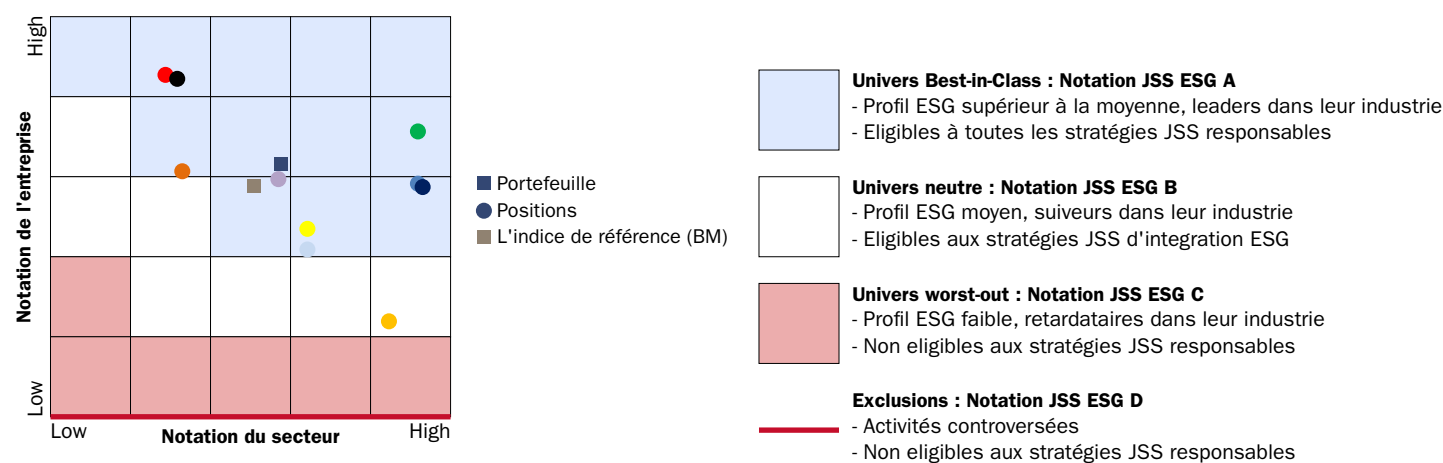 High
Notation de l'entreprise
Low
Low
Notation du secteur
High
Portefeuille
Positions
L'indice de référence (BM)
Univers Best-in-Class : Notation JSS ESG A
- Profil ESG supérieur à la moyenne, leaders dans leur industrie
- Eligibles à toutes les stratégies JSS responsables
Univers neutre : Notation JSS ESG B
- Profil ESG moyen, suiveurs dans leur industrie
- Eligibles aux stratégies JSS d'integration ESG
Univers worst-out : Notation JSS ESG C
- Profil ESG faible, retardataires dans leur industrie
- Non eligibles aux stratégies JSS responsables
Exclusions : Notation JSS ESG D
- Activités controversées
- Non eligibles aux stratégies JSS responsables